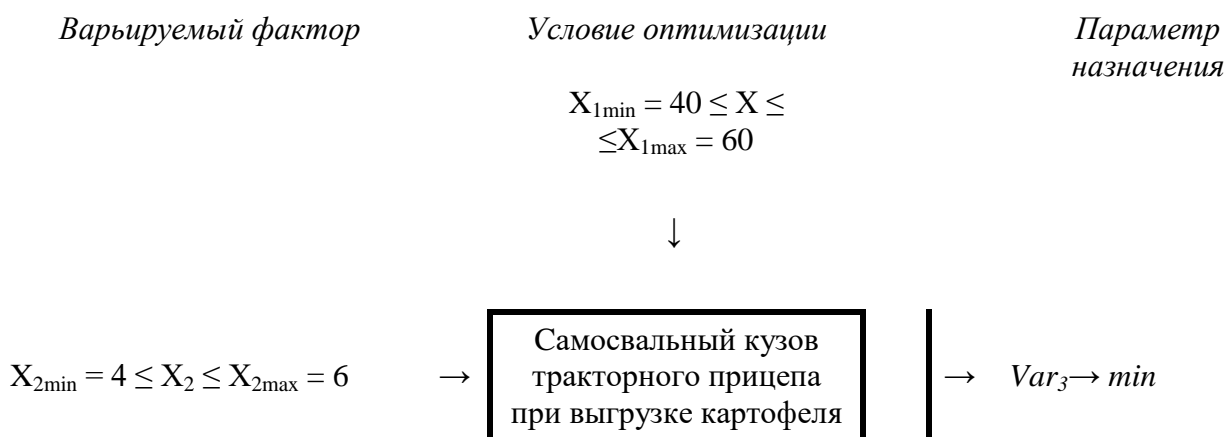 Варьируемый фактор Условие оптимизации Параметр
назначения
X1min = 40 ≤ X ≤
≤X1max = 60
↓
X2min = 4 ≤ X2 ≤ X2max = 6 → Самосвальный кузов
тракторного прицепа
при выгрузке картофеля
→ Var3→ min